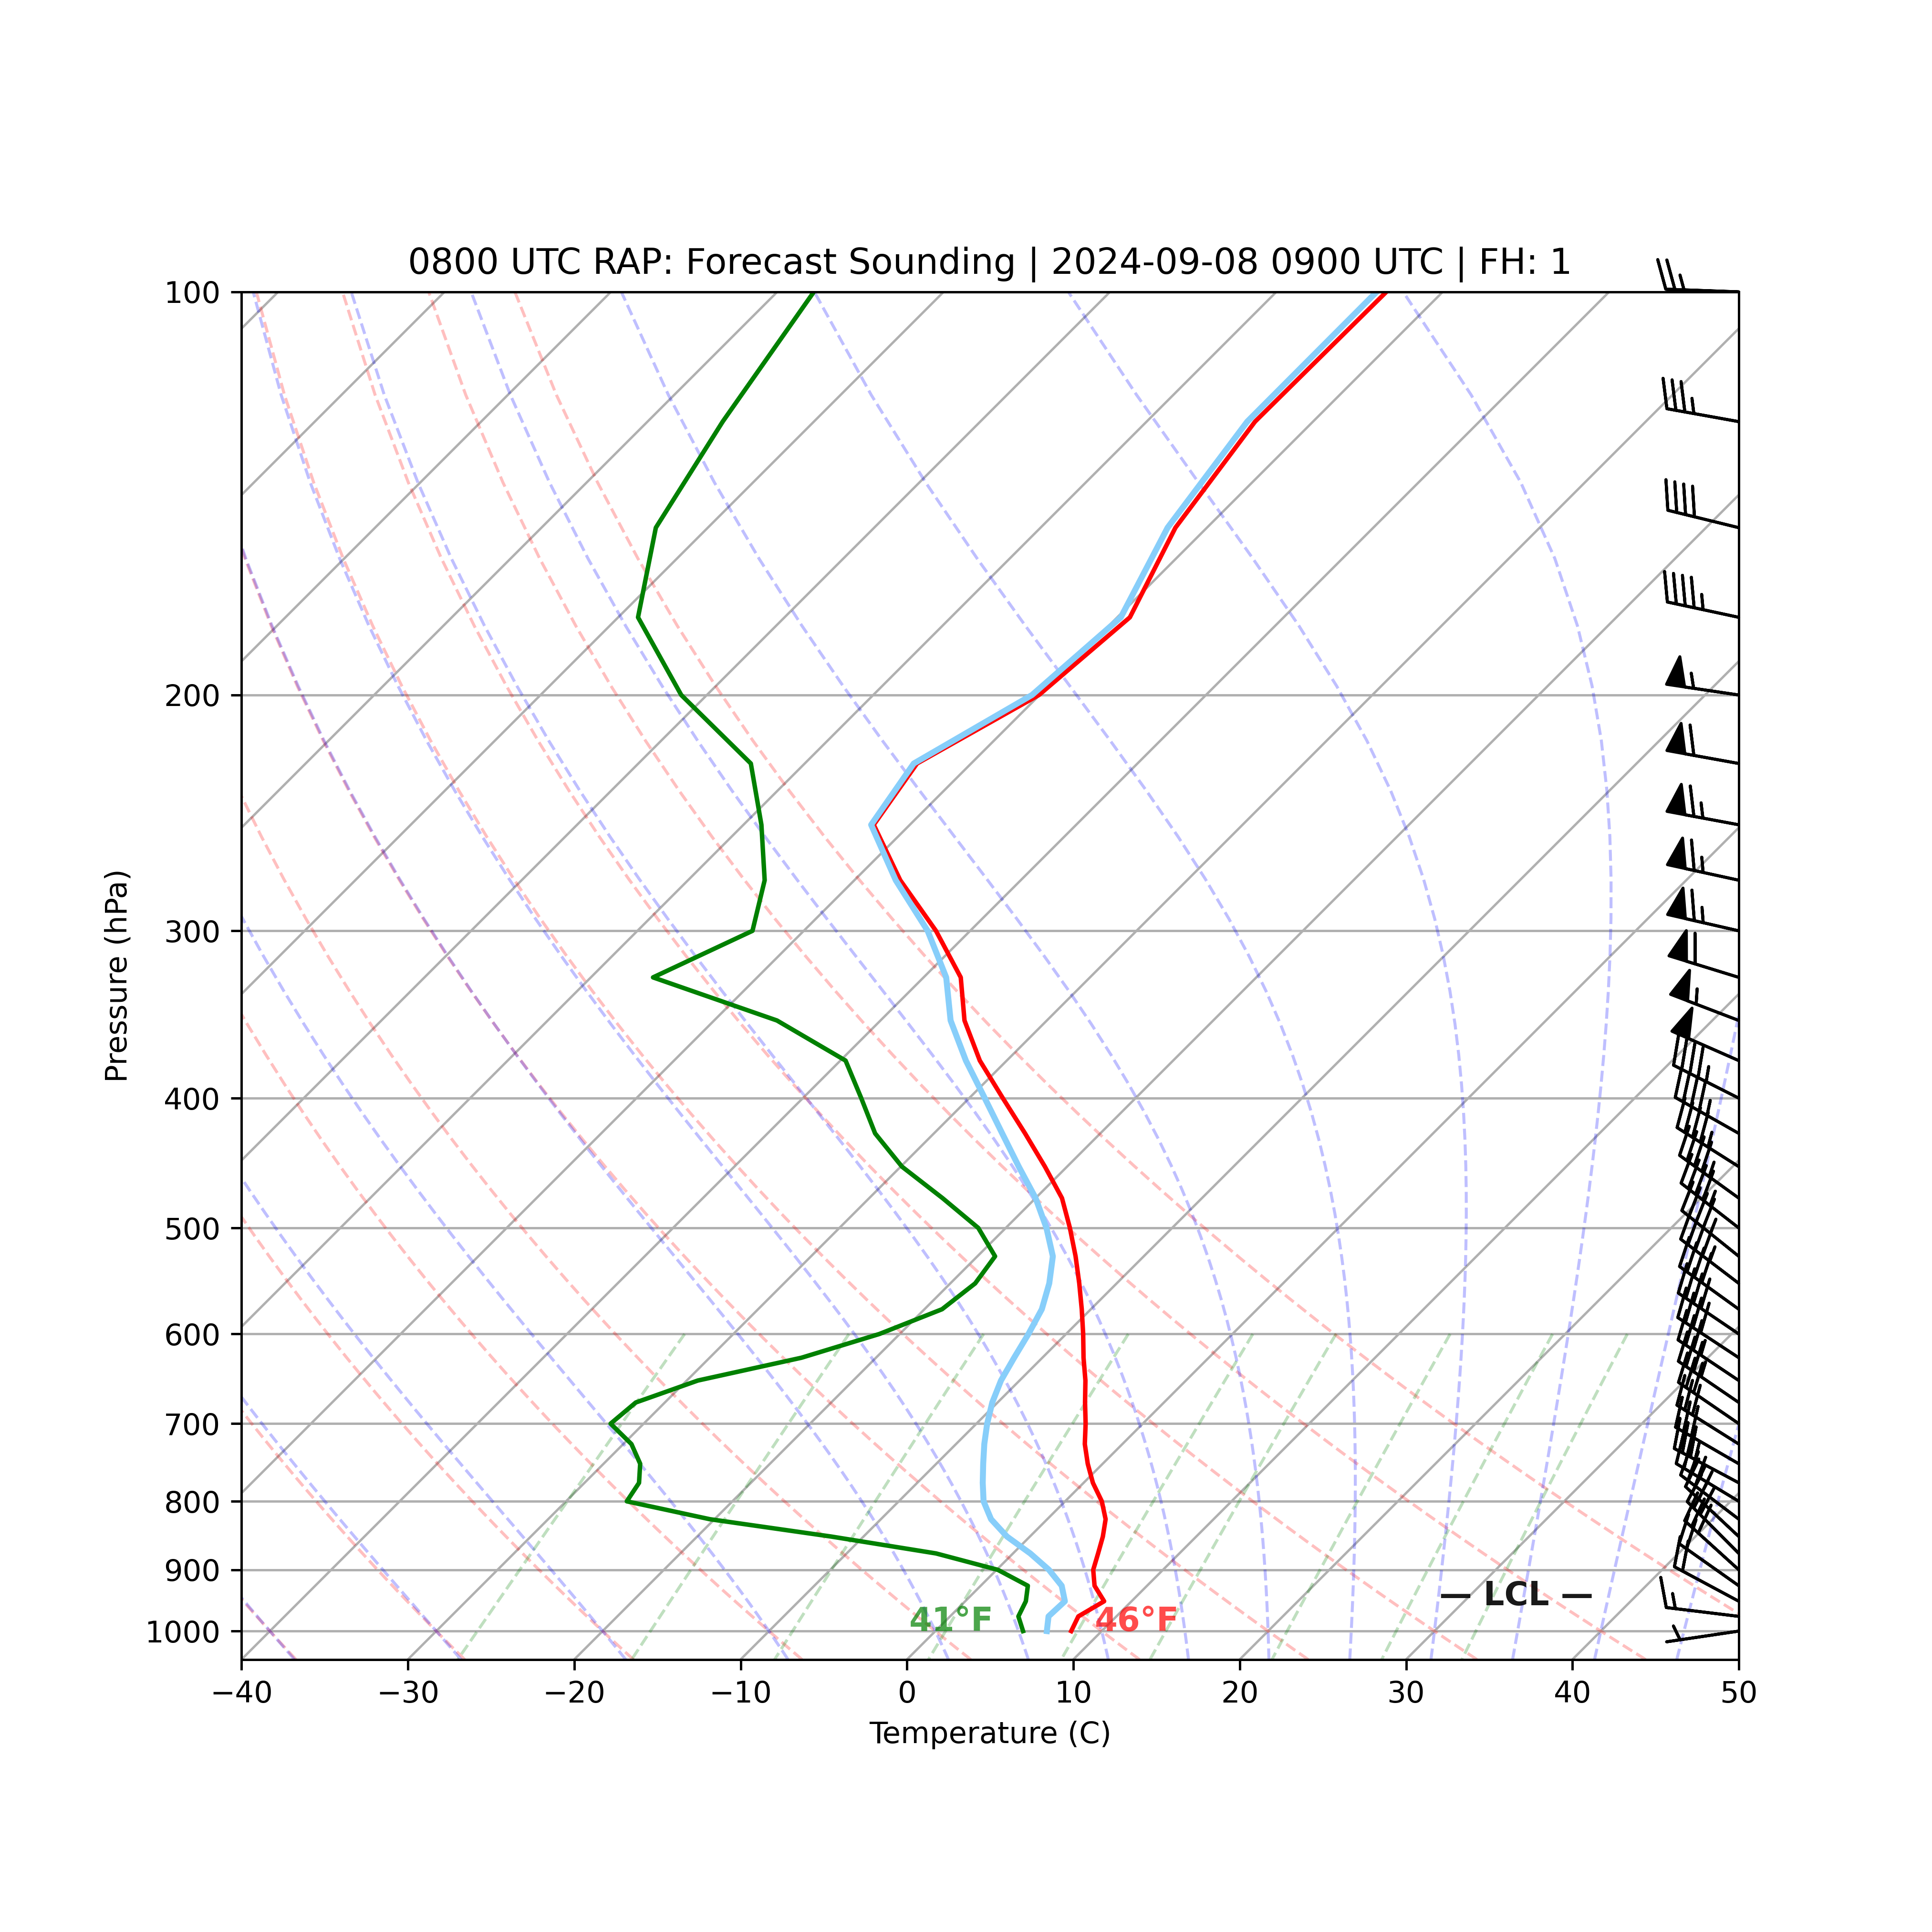 0800 UTC RAP: Forecast Sounding | 2024-09-08 0900 UTC | FH: 1
100
200
300
400
500
600
700
800
900
1000
Pressure (hPa)
— LCL —
41°F
46°F
−40 −30 −20 −10 0 10 20 30 40 50
Temperature (C)